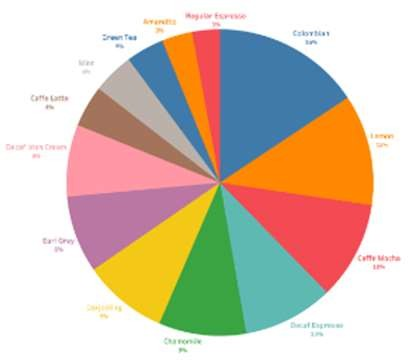 Regular Espresso
3%
Colombian
16%
Lemon
12%
Caffe Mocha
10%
Decaf Espresso
10%
Chamomile
9%
Darjeeling
9%
Earl Grey
8%
Decaf Irish Cream
8%
Caffe Latte
4%
Mint
4%
Green Tea
4%
Amaretto
3%